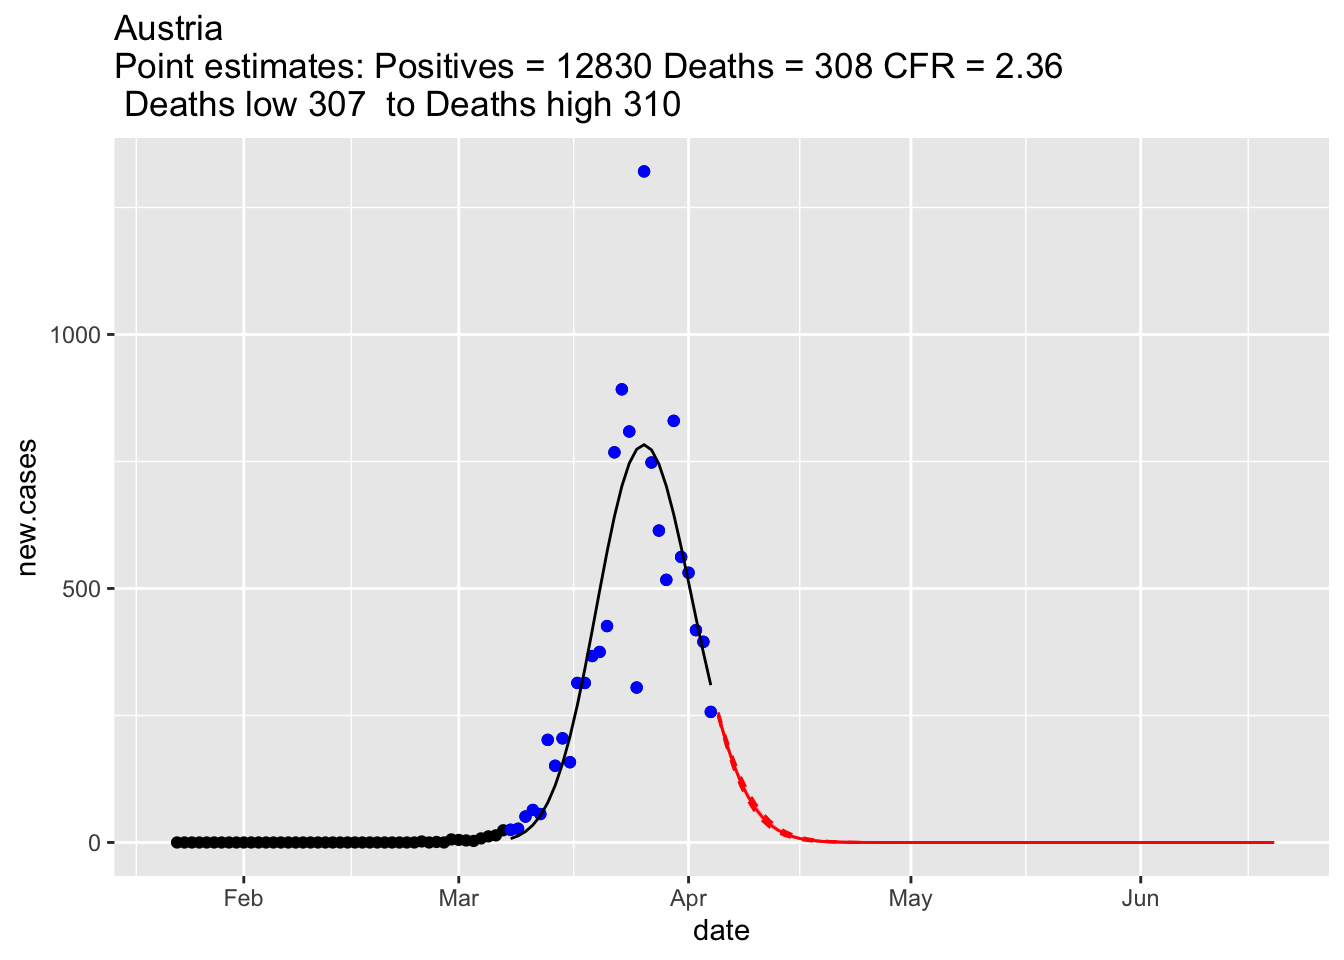 Austria
Point estimates: Positives = 12830 Deaths = 308 CFR = 2.36
Deaths low 307  to Deaths high 310
1000
500
0
new.cases
Feb Mar Apr May Jun
date